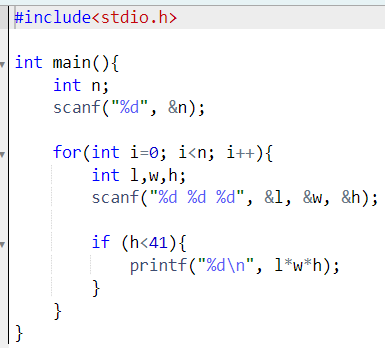 #include<stdio.h>
int main(){
int n;
scanf("%d", &n);
for(int i=0; i<n; i++){
int l,w,h;
scanf("%d %d %d", &l, &w, &h);
if (h<41){
printf("%d\n", l*w*h);
}
}
}